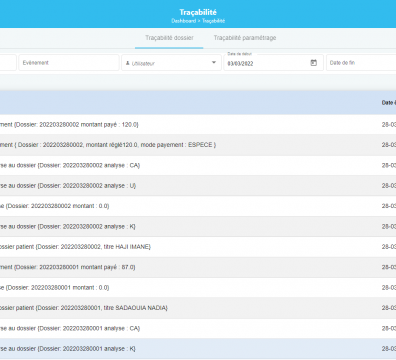 Traçabilité
Dashboard • Traçabilité
Traçabilité dossier Traçabilité paramétrage
Evénement
Utilisateur
Date de début
03/03/2022
Date de fin
Date
ment {Dossier: 202203280002 montant payé : 120.0}
28-03
ment { Dossier : 202203280002, montant réglé120.0, mode payement : ESPECE }
28-03
rse au dossier {Dossier: 202203280002 analyse : CA}
28-03
rse au dossier {Dossier: 202203280002 analyse : U}
28-03
se {Dossier: 202203280002 montant : 0.0}
28-03
rse au dossier {Dossier: 202203280002 analyse : K}
28-03
dossier patient {Dossier: 202203280002, titre HAJI IMANE}
28-03
ment {Dossier: 202203280001 montant payé : 67.0}
28-03
se {Dossier: 202203280001 montant : 0.0}
28-03
dossier patient {Dossier: 202203280001, titre SADAOUIA NADIA}
28-03
rse au dossier {Dossier: 202203280001 analyse : CA}
28-03
rse au dossier {Dossier: 202203280001 analyse : K}
28-03